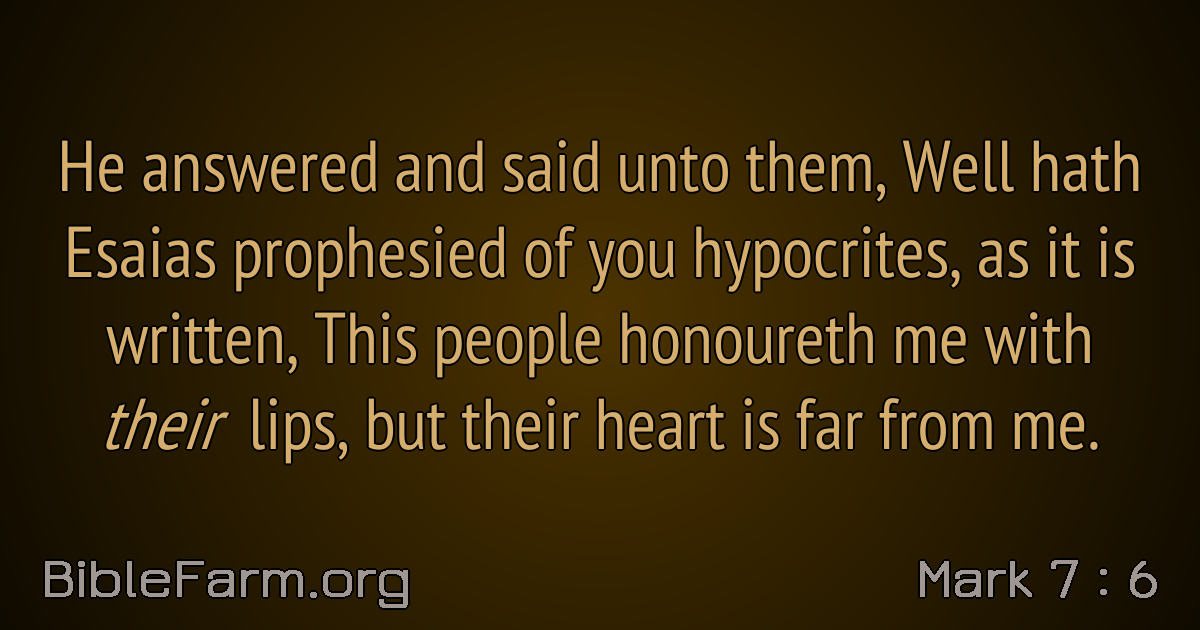 He answered and said unto them, Well hath
Esaias prophesied of you hypocrites, as it is
written, This people honoureth me with
their lips, but their heart is far from me.
BibleFarm.org
Mark 7 : 6